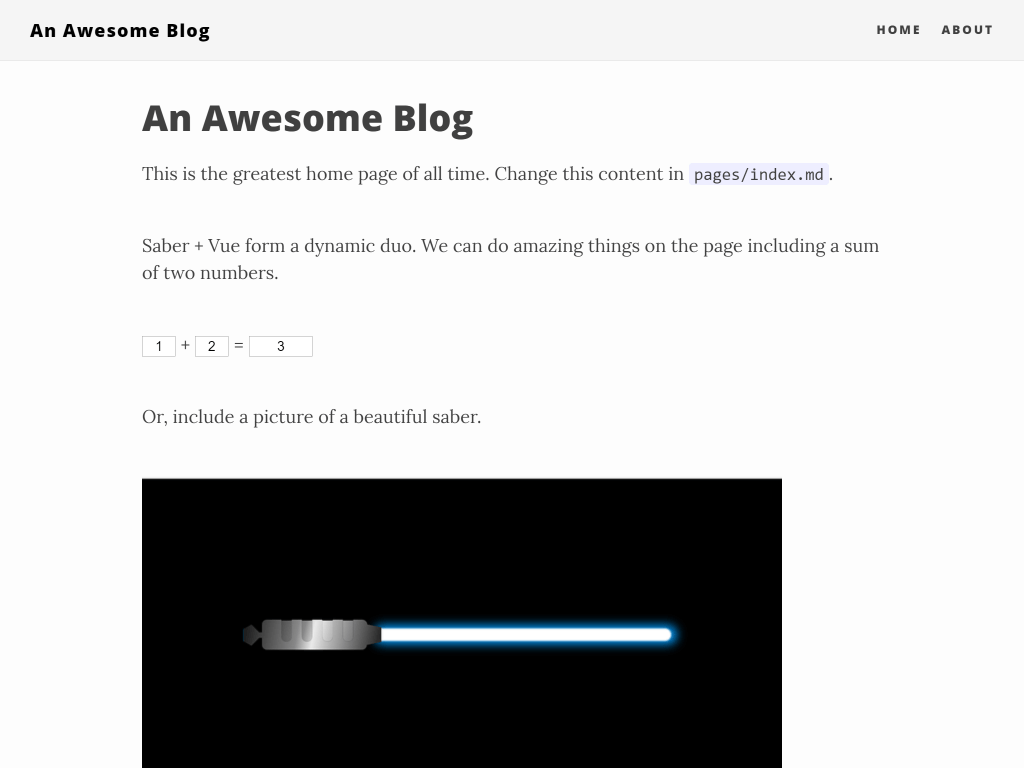 An Awesome Blog
HOME ABOUT
An Awesome Blog
This is the greatest home page of all time. Change this content in pages/index.md.
Saber + Vue form a dynamic duo. We can do amazing things on the page including a sum
of two numbers.
1 + 2 = 3
Or, include a picture of a beautiful saber.